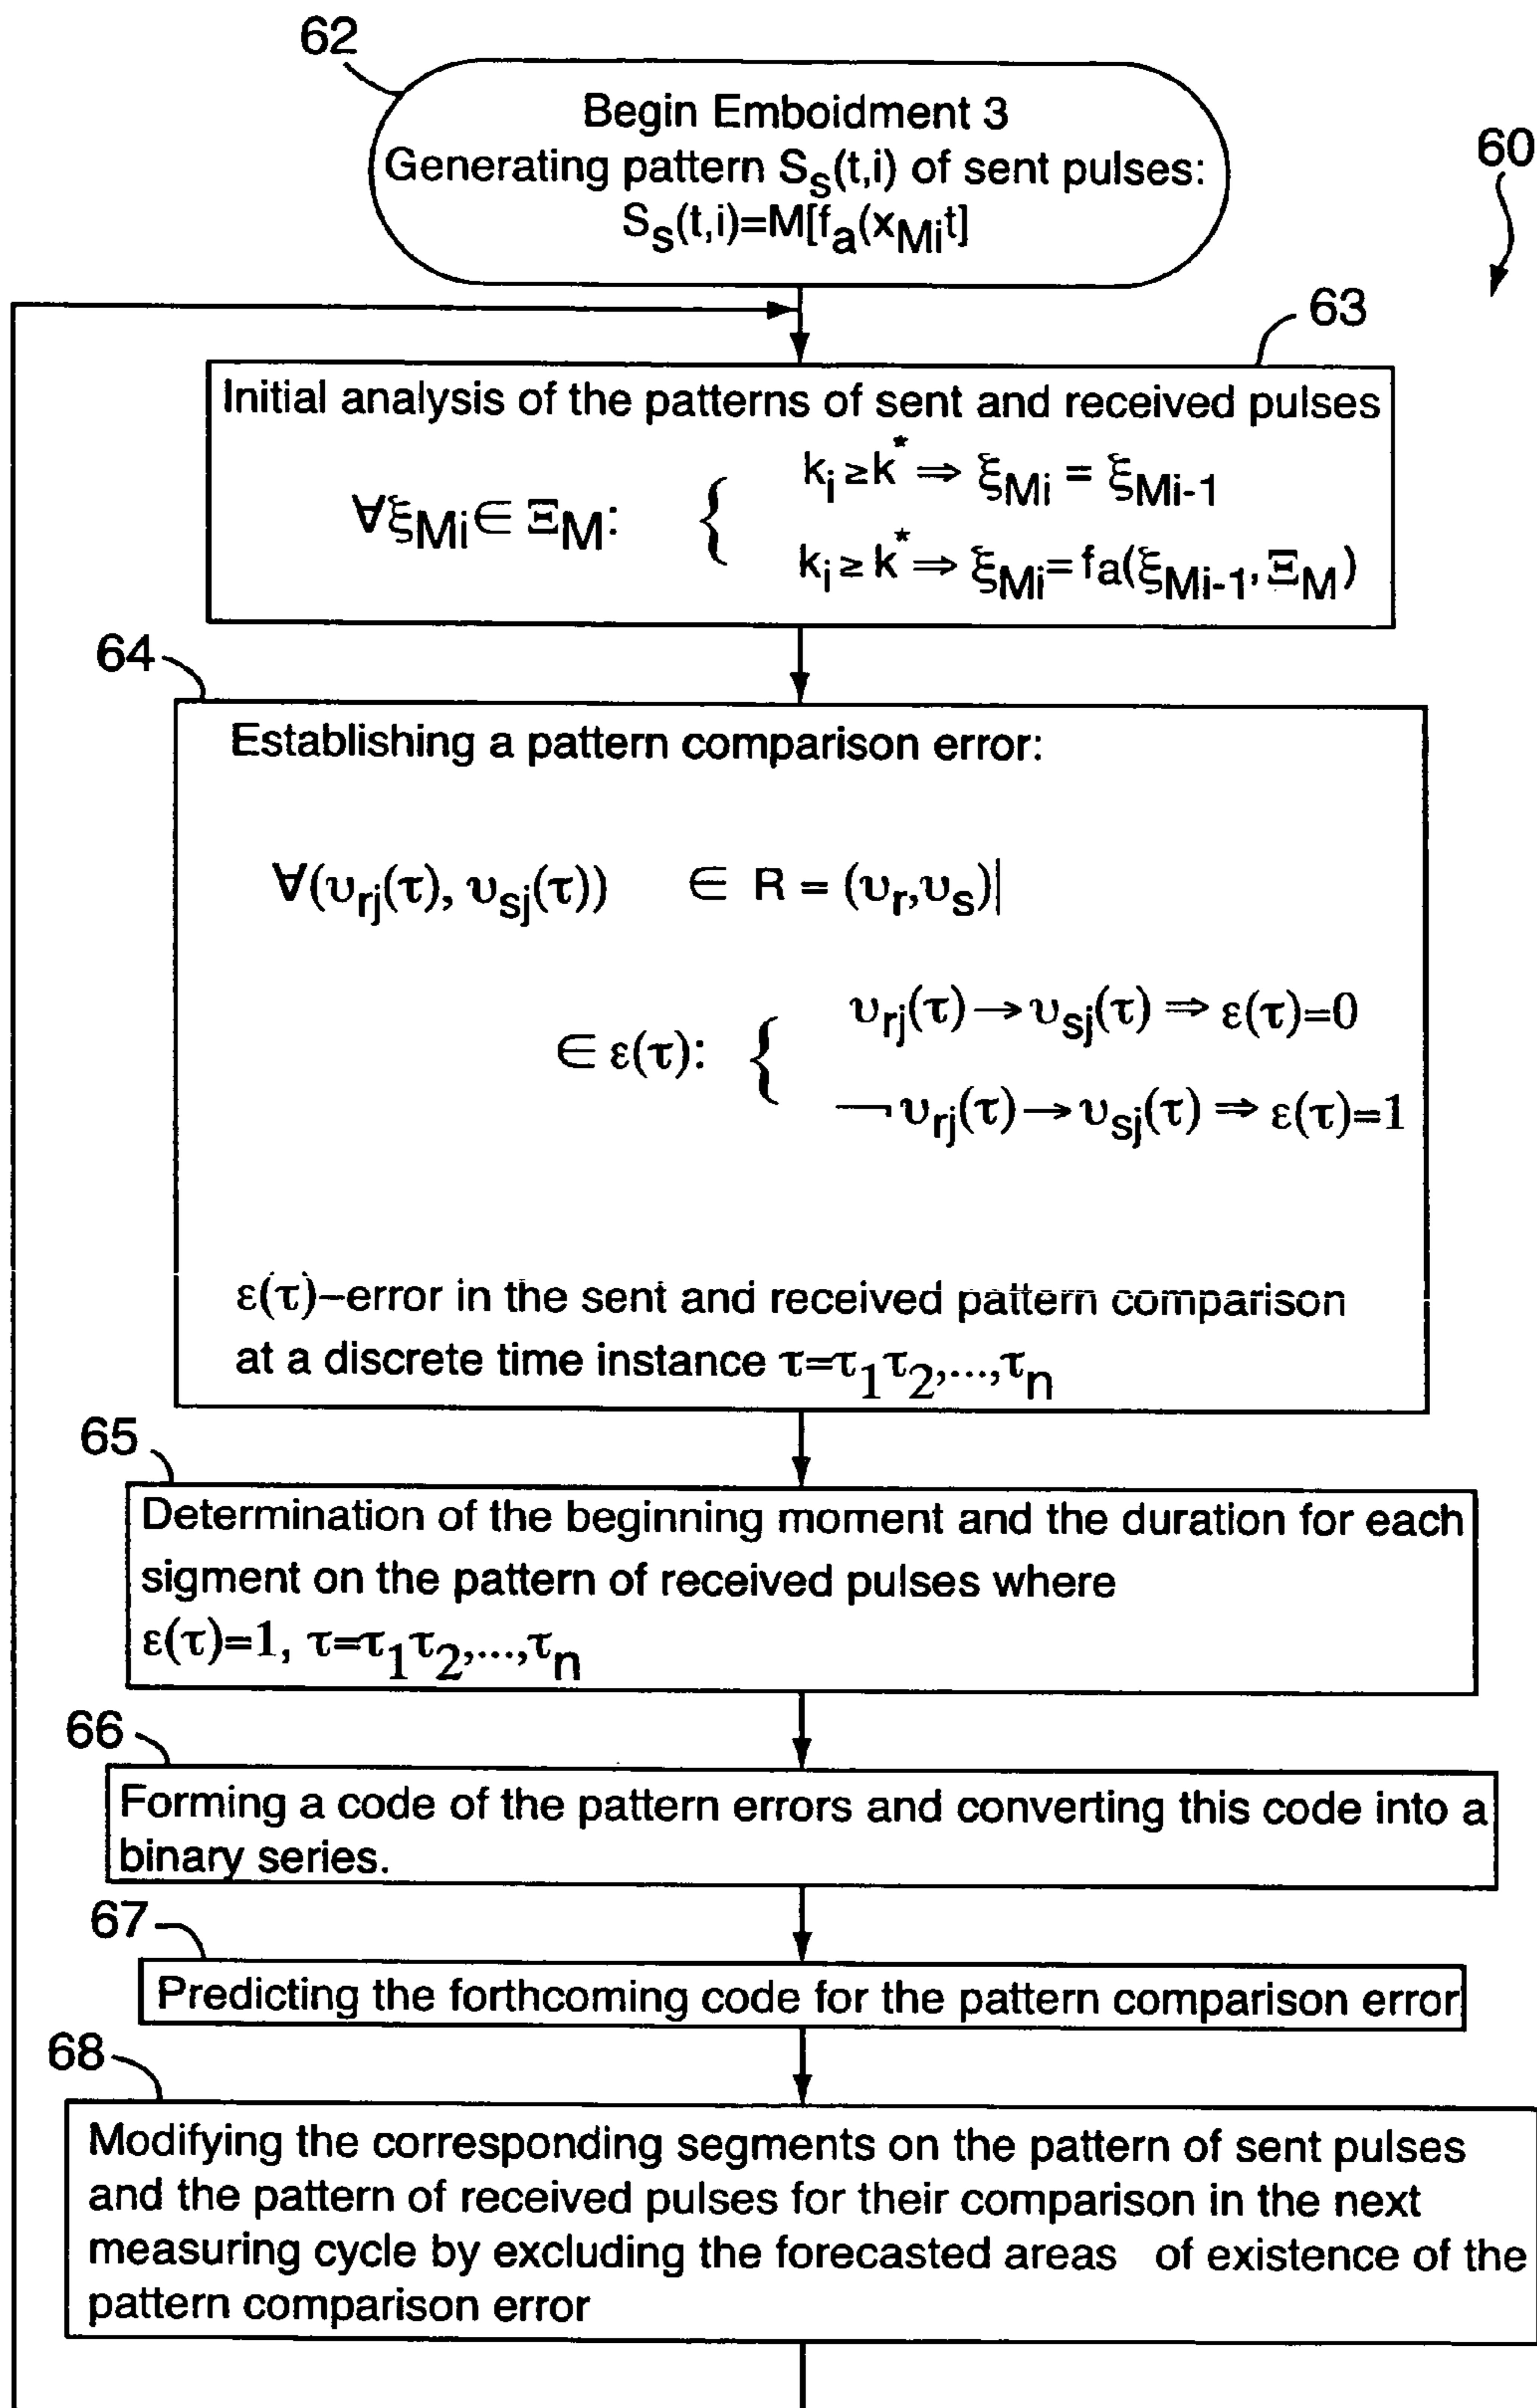 62
Begin Emboidment 3
Generating pattern Sₛ(t,i) of sent pulses:
Sₛ(t,i)=M[fₐ(x_Mi t]
60
63
Initial analysis of the patterns of sent and received pulses
k_i ≥k* ⇒ ξ_Mi = ξ_Mi-1
∀ξ_Mi ∈ Ξ_M: {
k_i ≥ k* ⇒ ξ_Mi= fa(ξ_Mi-1, Ξ_M)
64
Establishing a pattern comparison error:
∀(υ_rj(τ), υ_sj(τ)) ∈ R = (υ_r,υ_s)|
υ_rj(τ) → υ_sj(τ) ⇒ ε(τ)=0
∈ ε(τ): {
¬ υ_rj(τ) → υ_sj(τ) ⇒ ε(τ)=1
ε(τ)–error in the sent and received pattern comparison
at a discrete time instance τ=τ₁τ₂,...,τₙ
65
Determination of the beginning moment and the duration for each
sigment on the pattern of received pulses where
ε(τ)=1, τ=τ₁τ₂,...,τₙ
66
Forming a code of the pattern errors and converting this code into a
binary series.
67
Predicting the forthcoming code for the pattern comparison error
68
Modifying the corresponding segments on the pattern of sent pulses
and the pattern of received pulses for their comparison in the next
measuring cycle by excluding the forecasted areas of existence of the
pattern comparison error